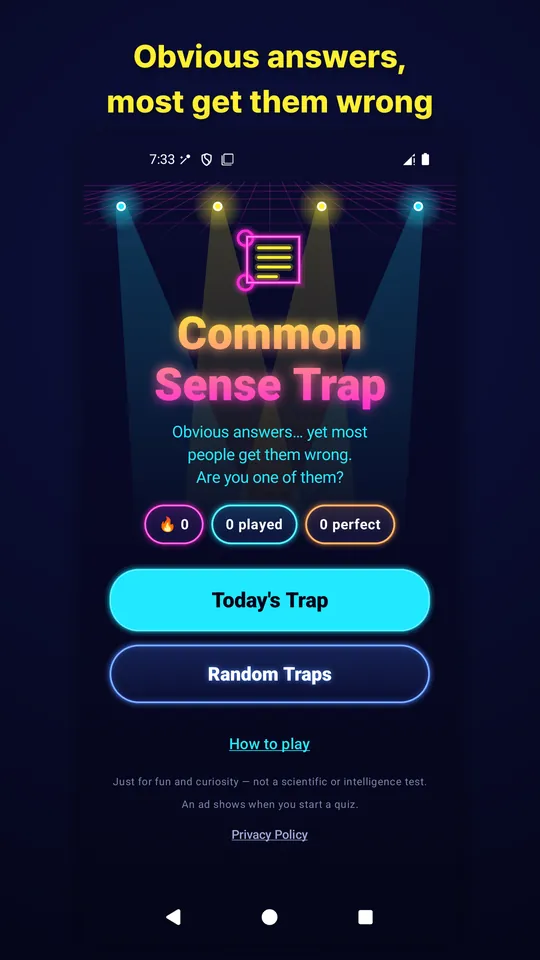 Obvious answers,
most get them wrong
7:33
Common
Sense Trap
Obvious answers… yet most
people get them wrong.
Are you one of them?
🔥 0
0 played
0 perfect
Today's Trap
Random Traps
How to play
Just for fun and curiosity — not a scientific or intelligence test.
An ad shows when you start a quiz.
Privacy Policy